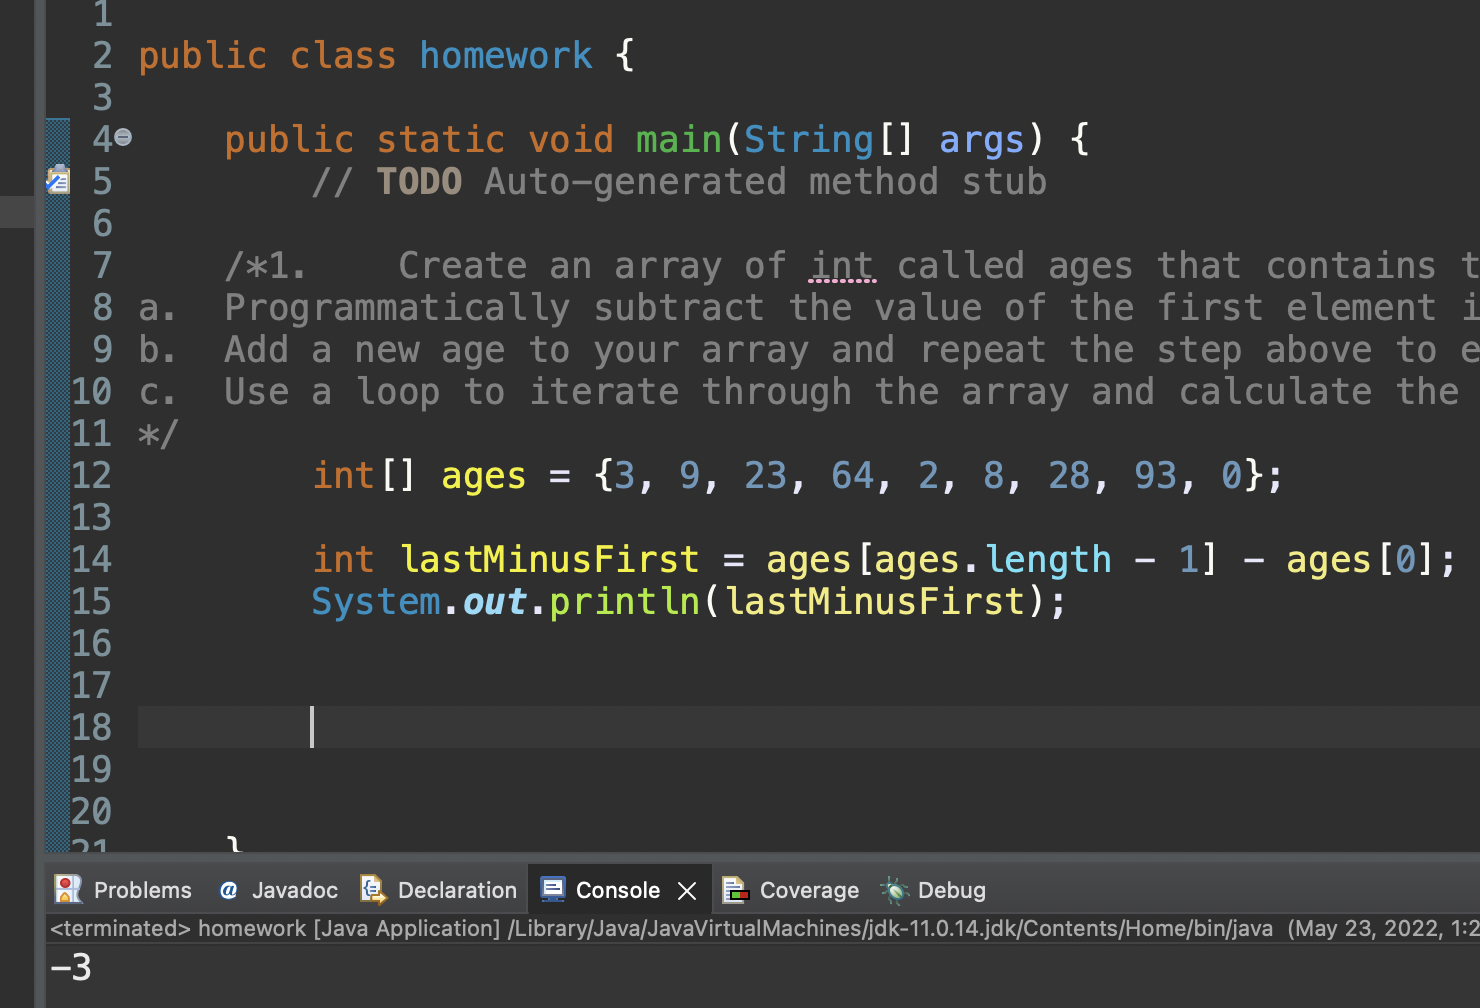 1
2 public class homework {
3
4 public static void main(String[] args) {
5 // TODO Auto-generated method stub
6
7 /*1. Create an array of int called ages that contains
8 a. Programmatically subtract the value of the first element
9 b. Add a new age to your array and repeat the step above to
10 c. Use a loop to iterate through the array and calculate the
11 */
12 int[] ages = {3, 9, 23, 64, 2, 8, 28, 93, 0};
13
14 int lastMinusFirst = ages[ages.length - 1] - ages[0];
15 System.out.println(lastMinusFirst);
16
17
18
19
20
21 }
Problems @ Javadoc Declaration Console Coverage Debug
<terminated> homework [Java Application] /Library/Java/JavaVirtualMachines/jdk-11.0.14.jdk/Contents/Home/bin/java (May 23, 2022, 1:2
-3